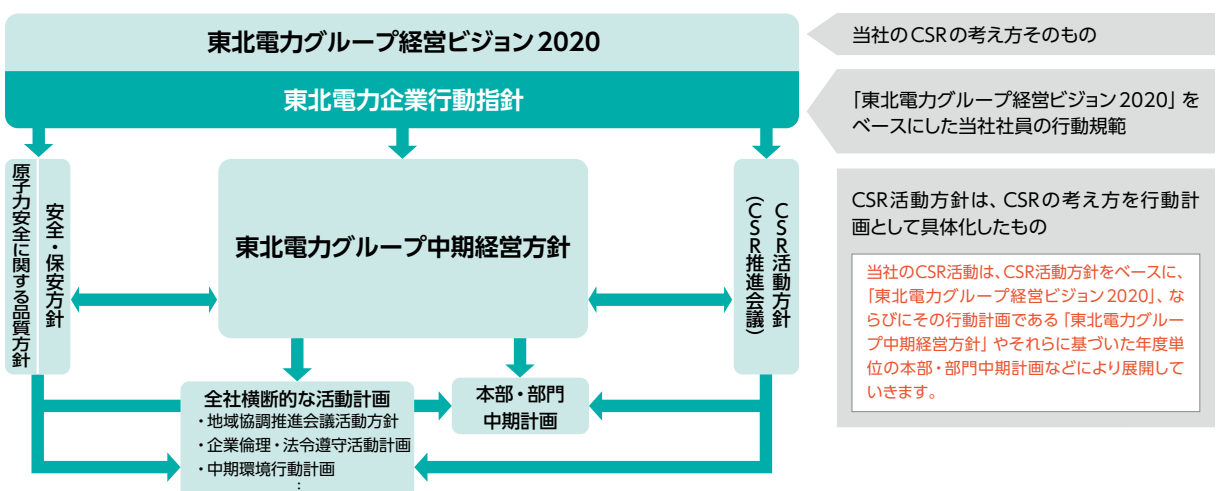 東北電力グループ経営ビジョン2020
東北電力企業行動指針
原子力安全に関する品質方針
安全・保安方針
東北電力グループ中期経営方針
CSR活動方針
(CSR推進会議)
全社横断的な活動計画
・地域協調推進会議活動方針
・企業倫理・法令遵守活動計画
・中期環境行動計画
:
本部・部門
中期計画
当社のCSRの考え方そのもの
「東北電力グループ経営ビジョン2020」を
ベースにした当社社員の行動規範
CSR活動方針は、CSRの考え方を行動計
画として具体化したもの
当社のCSR活動は、CSR活動方針をベースに、
「東北電力グループ経営ビジョン2020」、な
らびにその行動計画である「東北電力グルー
プ中期経営方針」やそれらに基づいた年度単
位の本部・部門中期計画などにより展開して
いきます。